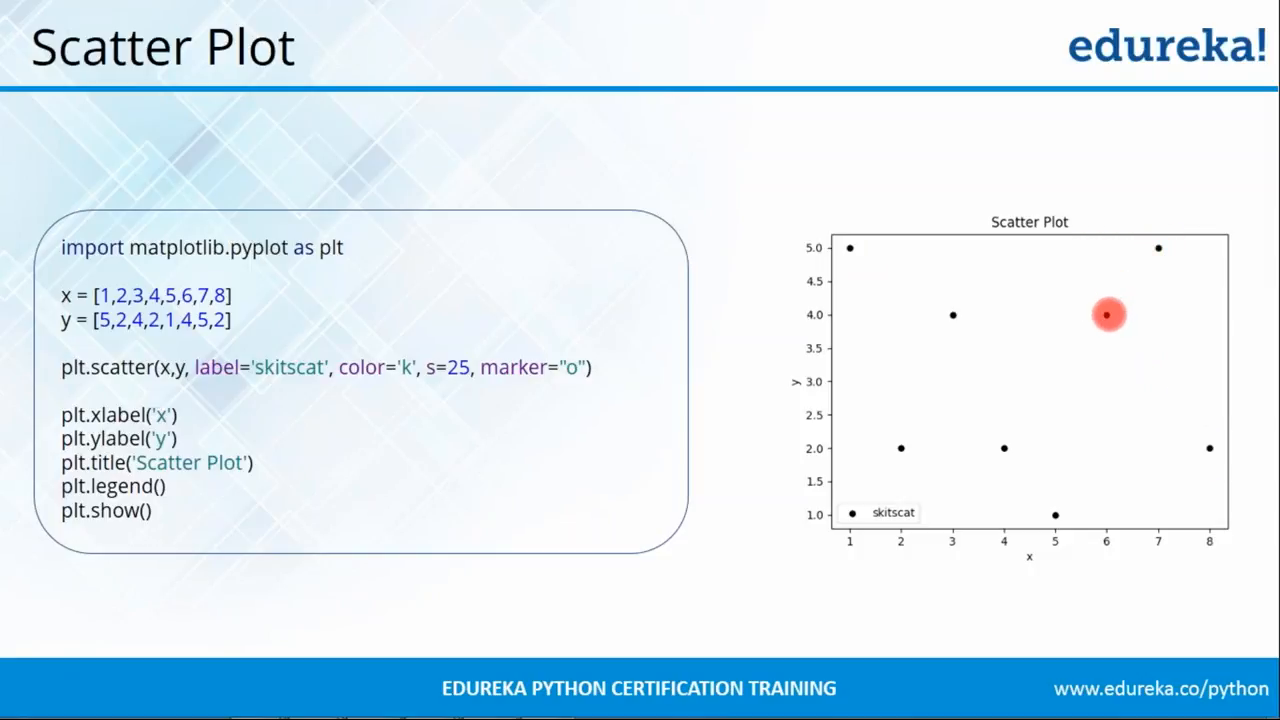 Scatter Plot
edureka!
import matplotlib.pyplot as plt
x = [1,2,3,4,5,6,7,8]
y = [5,2,4,2,1,4,5,2]
plt.scatter(x,y, label='skitscat', color='k', s=25, marker="o")
plt.xlabel('x')
plt.ylabel('y')
plt.title('Scatter Plot')
plt.legend()
plt.show()
Scatter Plot
5.0
4.5
4.0
3.5
3.0
2.5
2.0
1.5
1.0
y
skitscat
1 2 3 4 5 6 7 8
x
EDUREKA PYTHON CERTIFICATION TRAINING
www.edureka.co/python